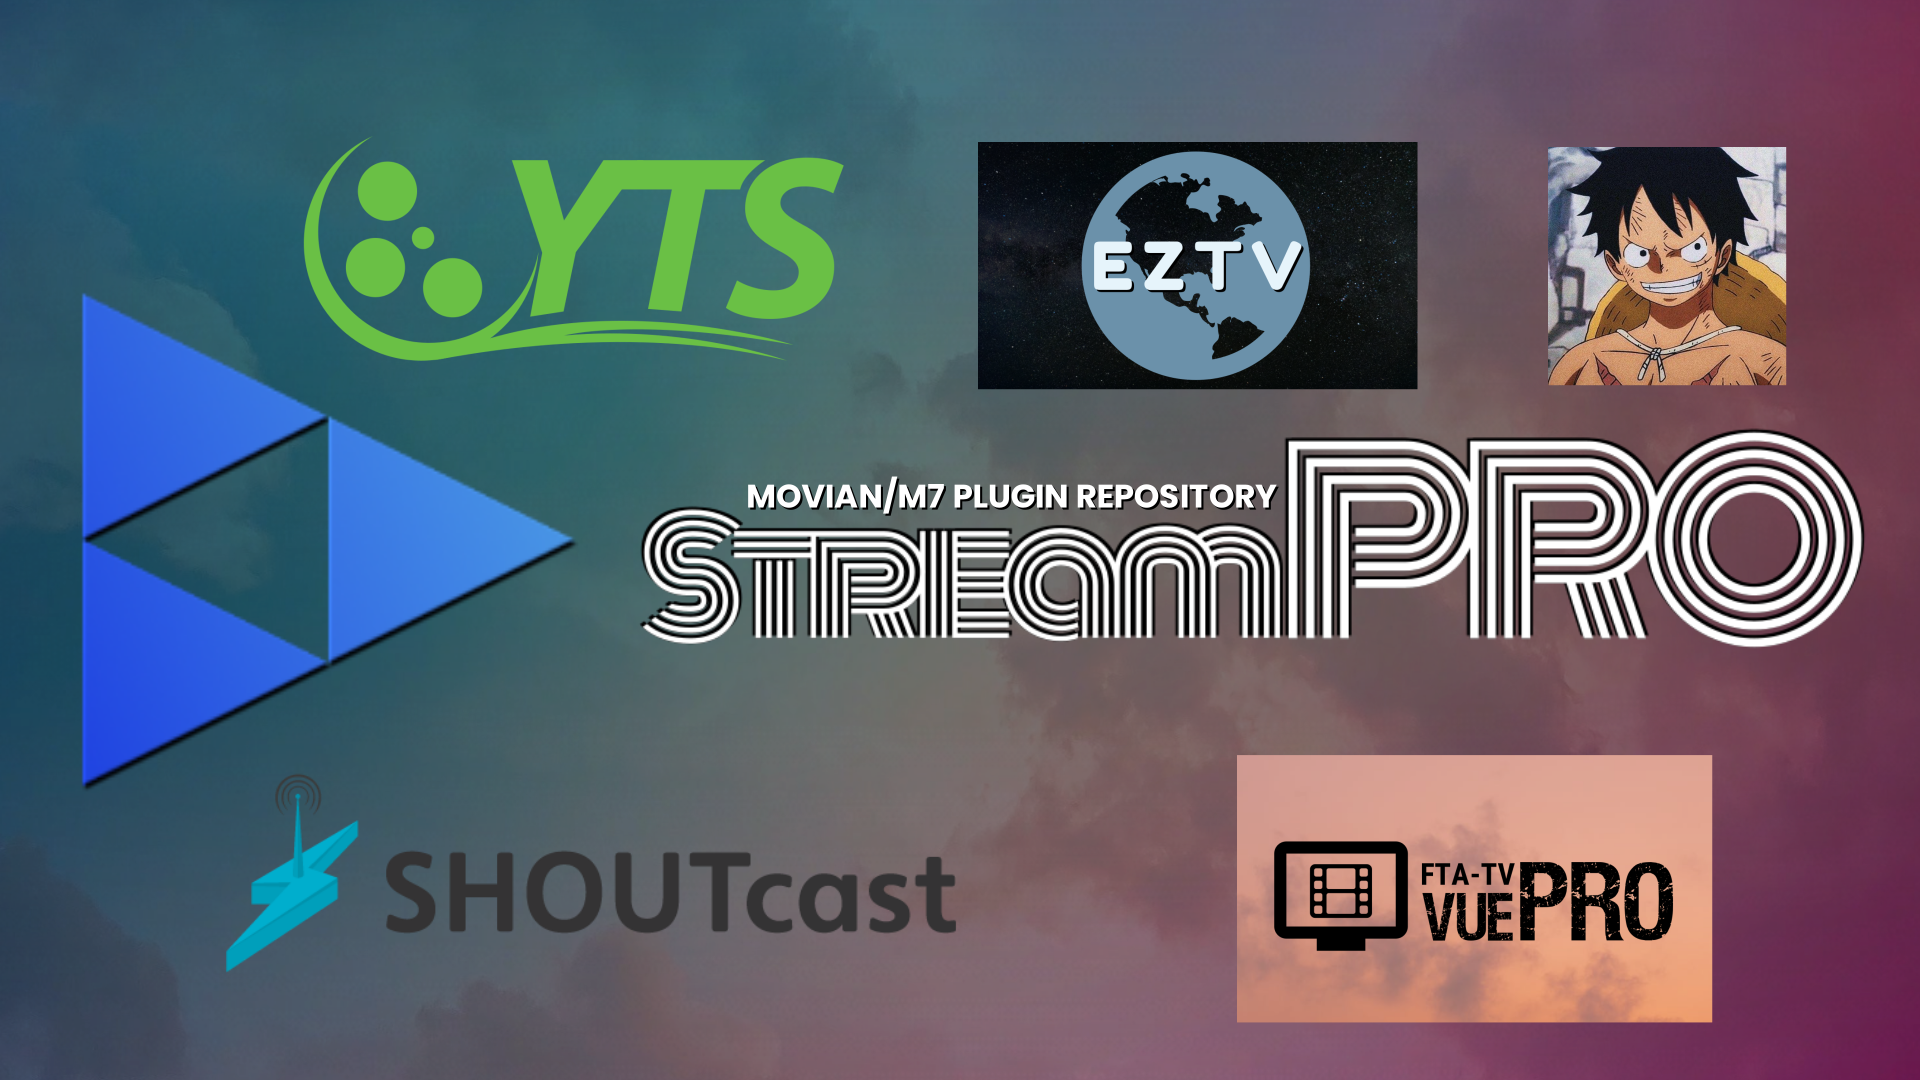 YTS
EZTV
MOVIAN/M7 PLUGIN REPOSITORY
STREAMPRO
SHOUTcast
FTA-TV
VUEPRO